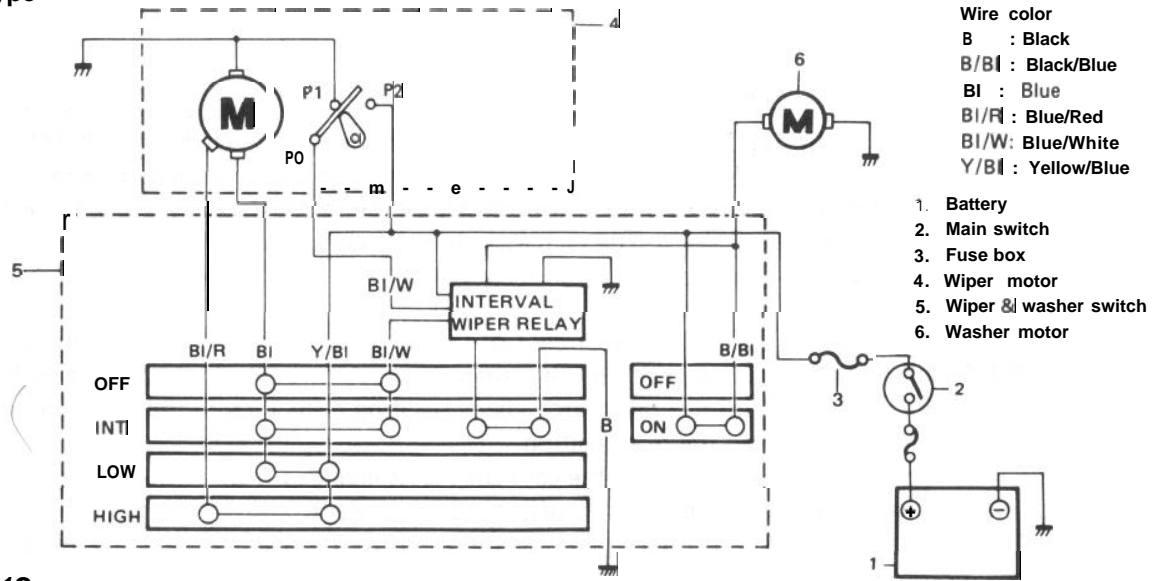 ype
4
6
P1 P2
M
a
PO
M
- - m - - e - - - - J
Wire color
B : Black
B/Bl : Black/Blue
Bl : Blue
Bl/R : Blue/Red
Bl/W: Blue/White
Y/Bl : Yellow/Blue
1. Battery
2. Main switch
3. Fuse box
4. Wiper motor
5. Wiper & washer switch
6. Washer motor
5
Bl/W
INTERVAL
WIPER RELAY
Bl/R Bl Y/Bl Bl/W
B/Bl
OFF
OFF
INT
B
ON
LOW
HIGH
3
2
+ −
1